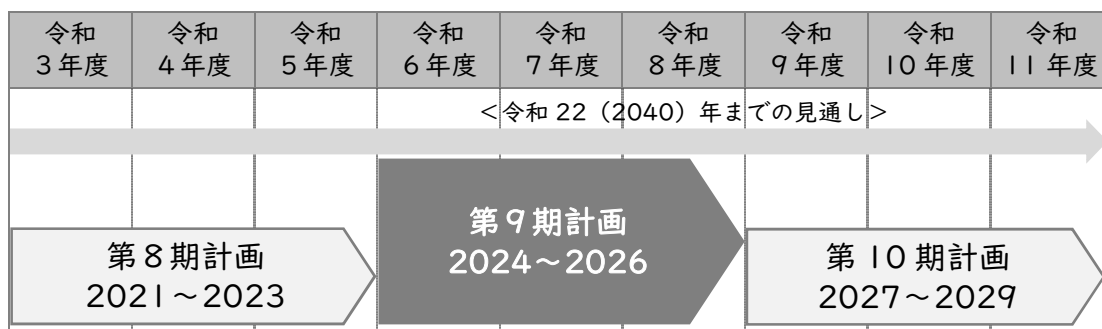 令和
3年度
令和
4年度
令和
5年度
令和
6年度
令和
7年度
令和
8年度
令和
9年度
令和
10年度
令和
11年度
＜令和 22（2040）年までの見通し＞
第9期計画
2024～2026
第8期計画
2021～2023
第 10 期計画
2027～2029